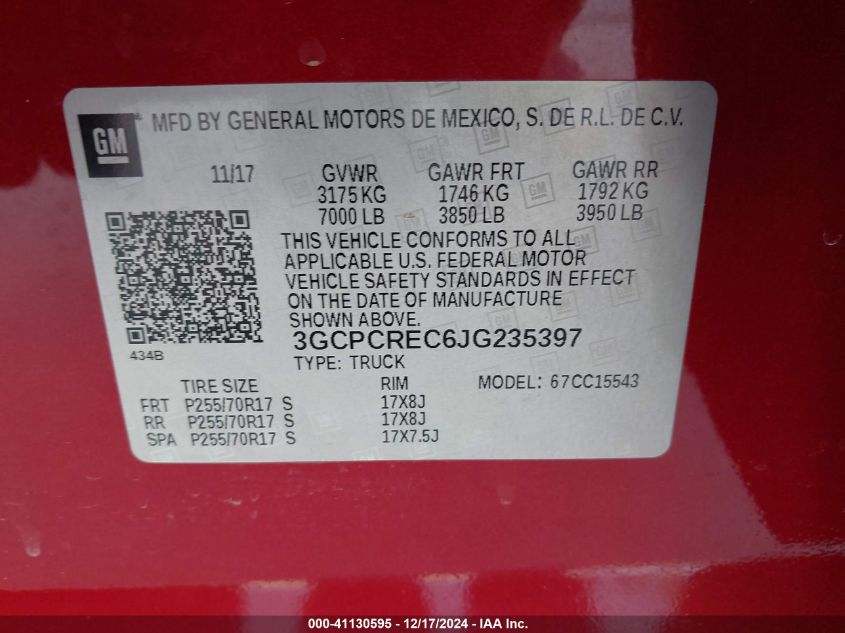 GM
MFD BY GENERAL MOTORS DE MEXICO, S. DE R.L. DE C.V.
11/17 GVWR GAWR FRT GAWR RR
3175 KG 1746 KG 1792 KG
7000 LB 3850 LB 3950 LB
THIS VEHICLE CONFORMS TO ALL
APPLICABLE U.S. FEDERAL MOTOR
VEHICLE SAFETY STANDARDS IN EFFECT
ON THE DATE OF MANUFACTURE
SHOWN ABOVE.
434B
3GCPCREC6JG235397
TYPE: TRUCK
TIRE SIZE RIM MODEL: 67CC15543
FRT P255/70R17 S 17X8J
RR P255/70R17 S 17X8J
SPA P255/70R17 S 17X7.5J
000-41130595 - 12/17/2024 - IAA Inc.